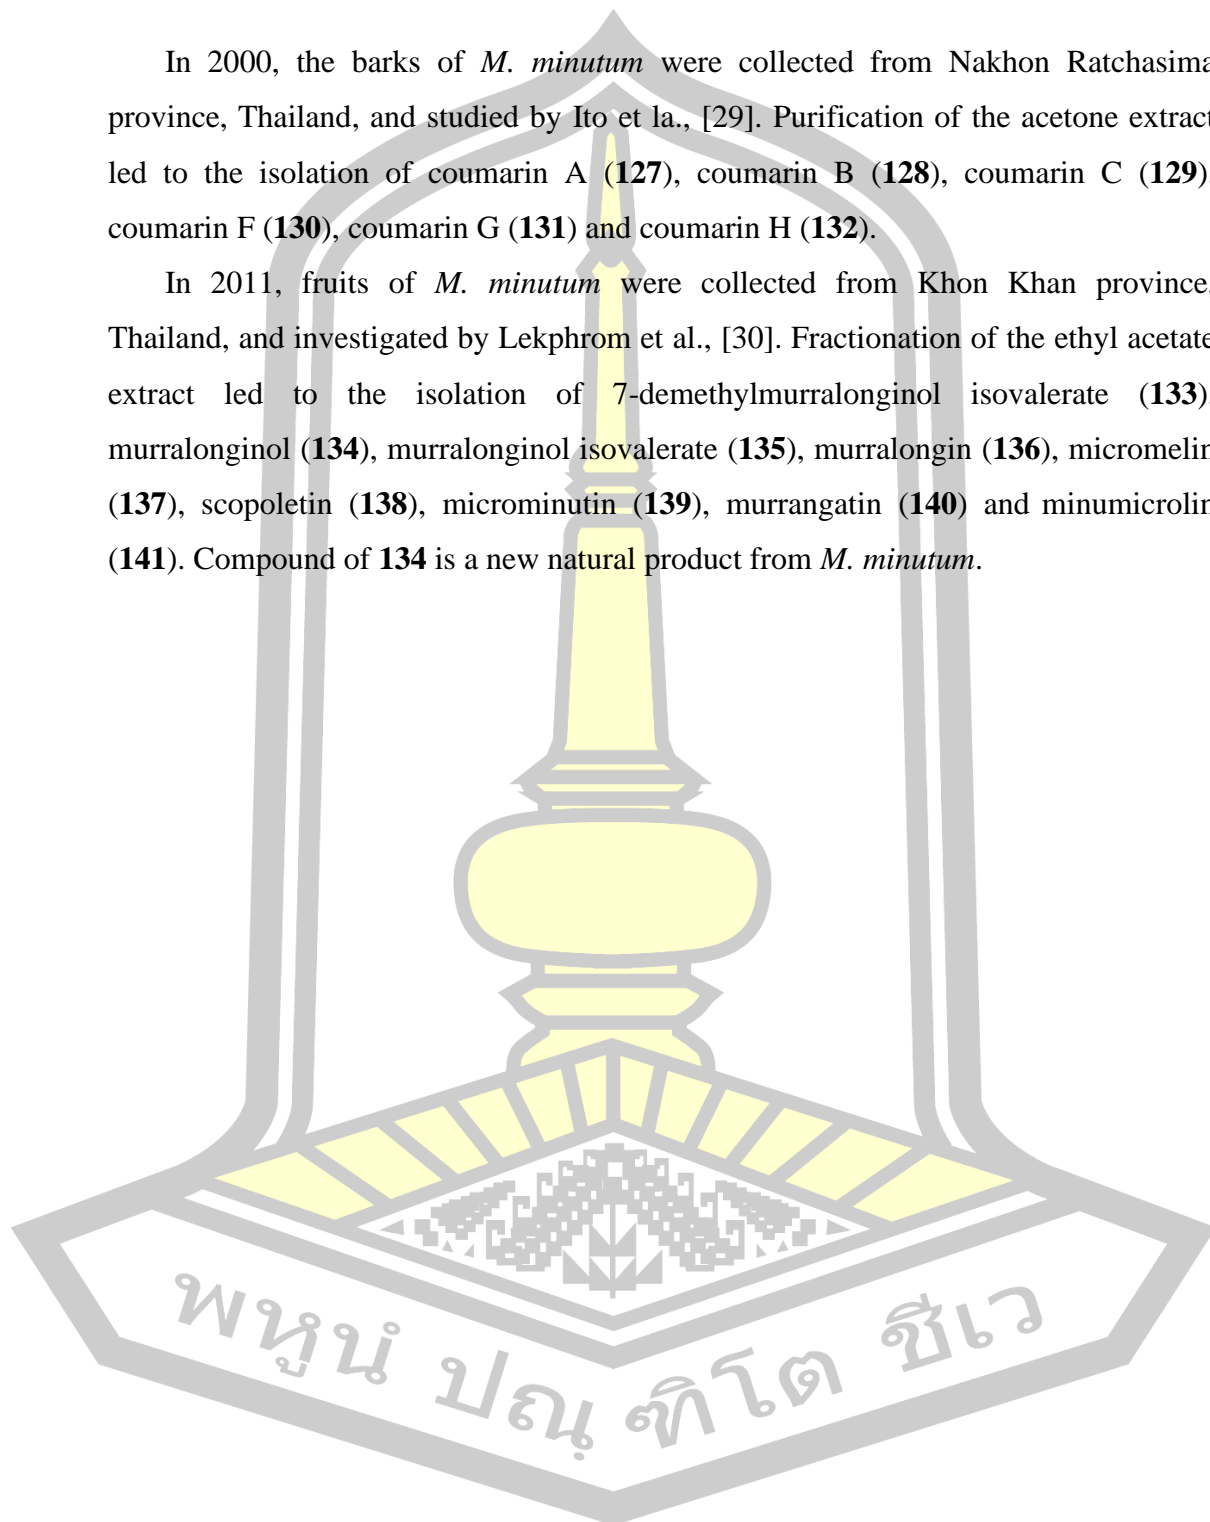 In 2000, the barks of M. minutum were collected from Nakhon Ratchasima
province, Thailand, and studied by Ito et la., [29]. Purification of the acetone extract
led to the isolation of coumarin A (127), coumarin B (128), coumarin C (129),
coumarin F (130), coumarin G (131) and coumarin H (132).
In 2011, fruits of M. minutum were collected from Khon Khan province,
Thailand, and investigated by Lekphrom et al., [30]. Fractionation of the ethyl acetate
extract led to the isolation of 7-demethylmurralonginol isovalerate (133),
murralonginol (134), murralonginol isovalerate (135), murralongin (136), micromelin
(137), scopoletin (138), microminutin (139), murrangatin (140) and minumicrolin
(141). Compound of 134 is a new natural product from M. minutum.
พหูนํ ปณฺฑิโต ชีเว